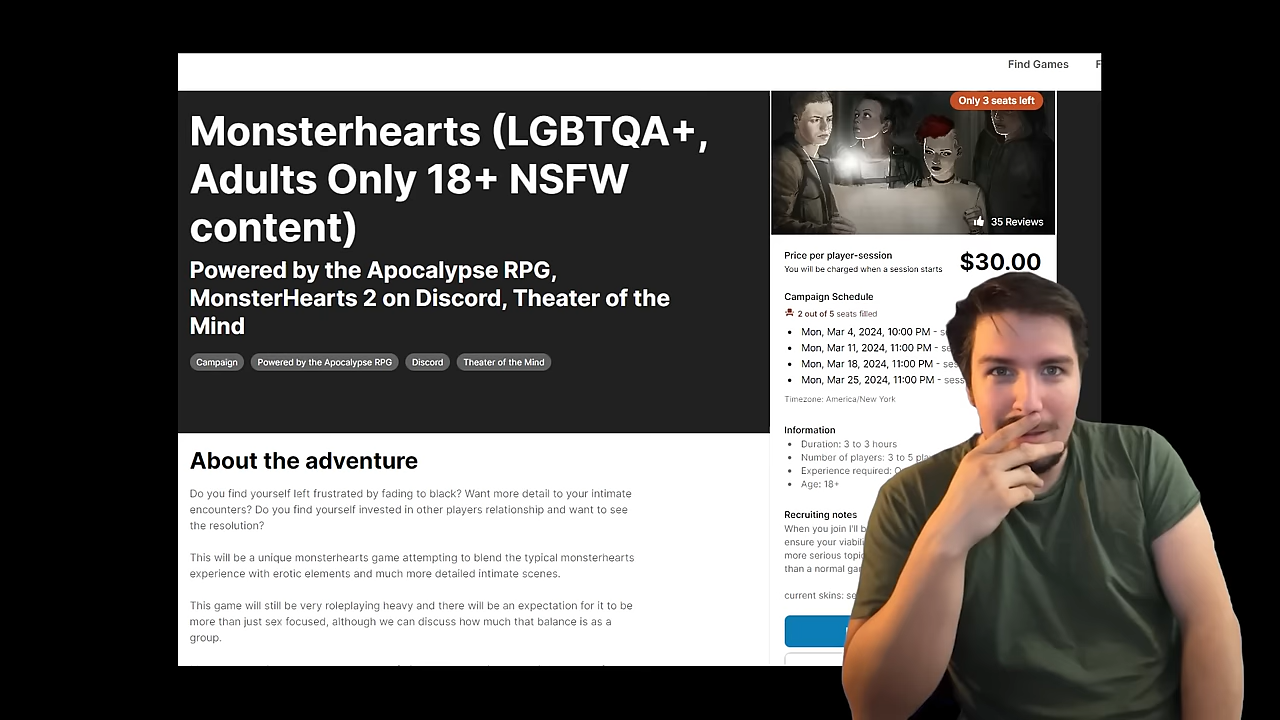 Find Games
F
Monsterhearts (LGBTQA+,
Adults Only 18+ NSFW
content)
Powered by the Apocalypse RPG,
MonsterHearts 2 on Discord, Theater of the
Mind
Campaign
Powered by the Apocalypse RPG
Discord
Theater of the Mind
About the adventure
Do you find yourself left frustrated by fading to black? Want more detail to your intimate
encounters? Do you find yourself invested in other players relationship and want to see
the resolution?
This will be a unique monsterhearts game attempting to blend the typical monsterhearts
experience with erotic elements and much more detailed intimate scenes.
This game will still be very roleplaying heavy and there will be an expectation for it to be
more than just sex focused, although we can discuss how much that balance is as a
group.
Only 3 seats left
35 Reviews
Price per player-session
You will be charged when a session starts
$30.00
Campaign Schedule
2 out of 5 seats filled
Mon, Mar 4, 2024, 10:00 PM - s
Mon, Mar 11, 2024, 11:00 PM - se
Mon, Mar 18, 2024, 11:00 PM - ses
Mon, Mar 25, 2024, 11:00 PM - sess
Timezone: America/New York
Information
Duration: 3 to 3 hours
Number of players: 3 to 5
Experience required:
Age: 18+
Recruiting notes
When you join I'll b
ensure your viabili
more serious topi
than a normal ga
current skins: se